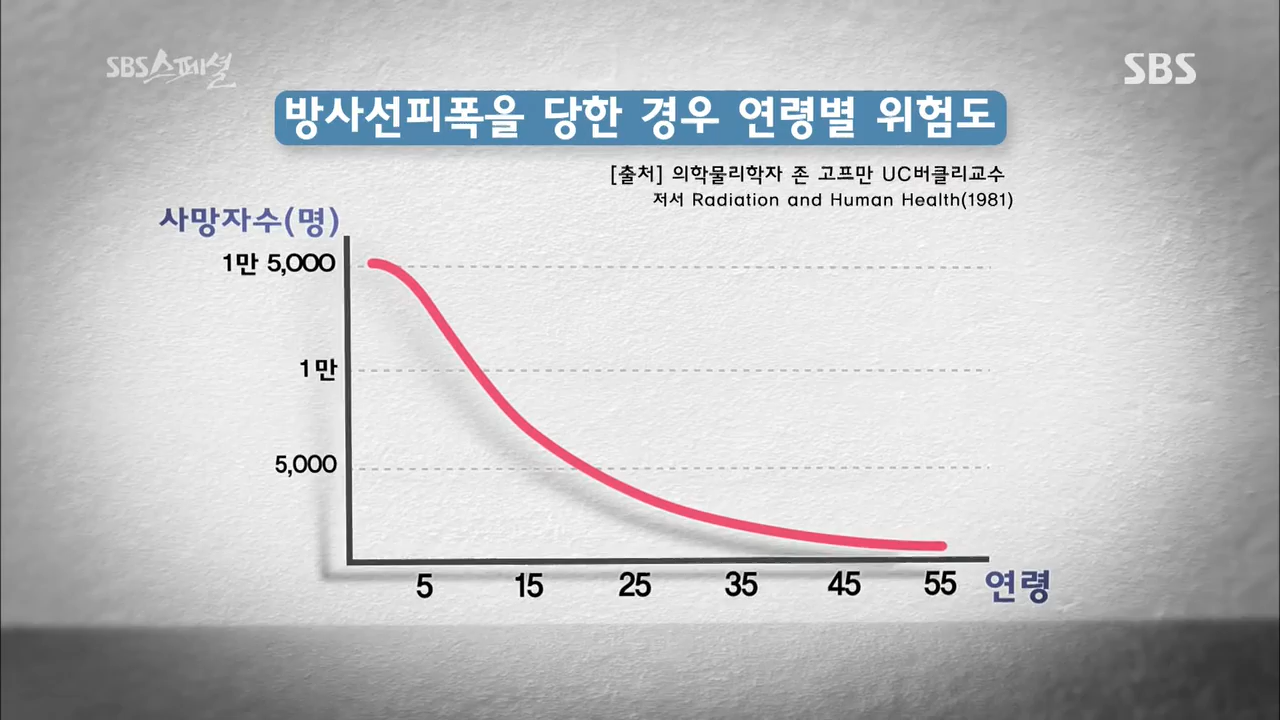 SBS스페셜
SBS
방사선피폭을 당한 경우 연령별 위험도
[출처] 의학물리학자 존 고프만 UC버클리교수
저서 Radiation and Human Health(1981)
사망자수(명)
1만 5,000
1만
5,000
5 15 25 35 45 55 연령